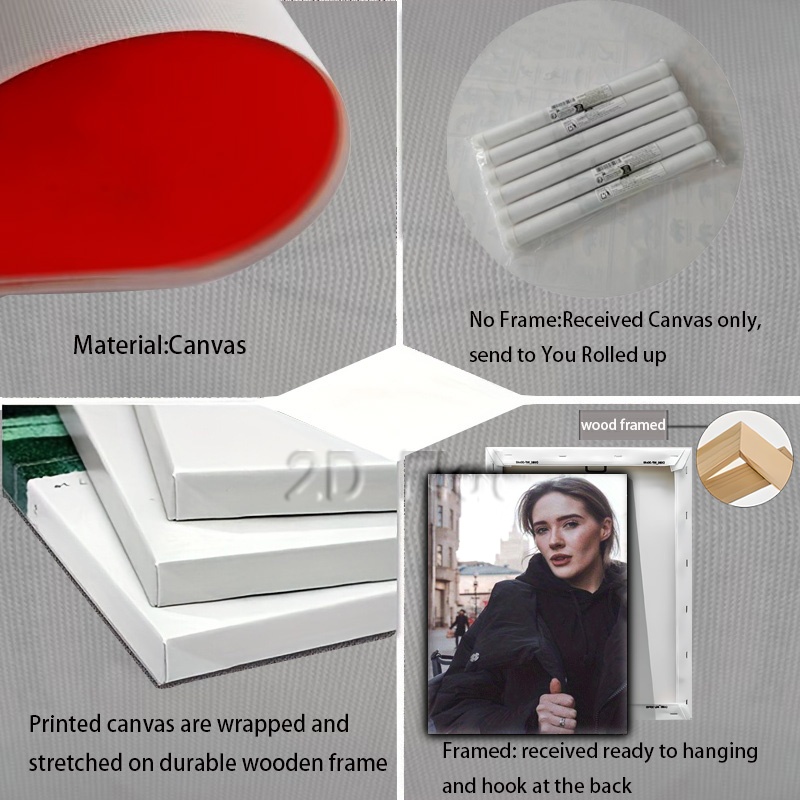 Material:Canvas
No Frame:Received Canvas only,
send to You Rolled up
2D
wood framed
Printed canvas are wrapped and
stretched on durable wooden frame
Framed: received ready to hanging
and hook at the back